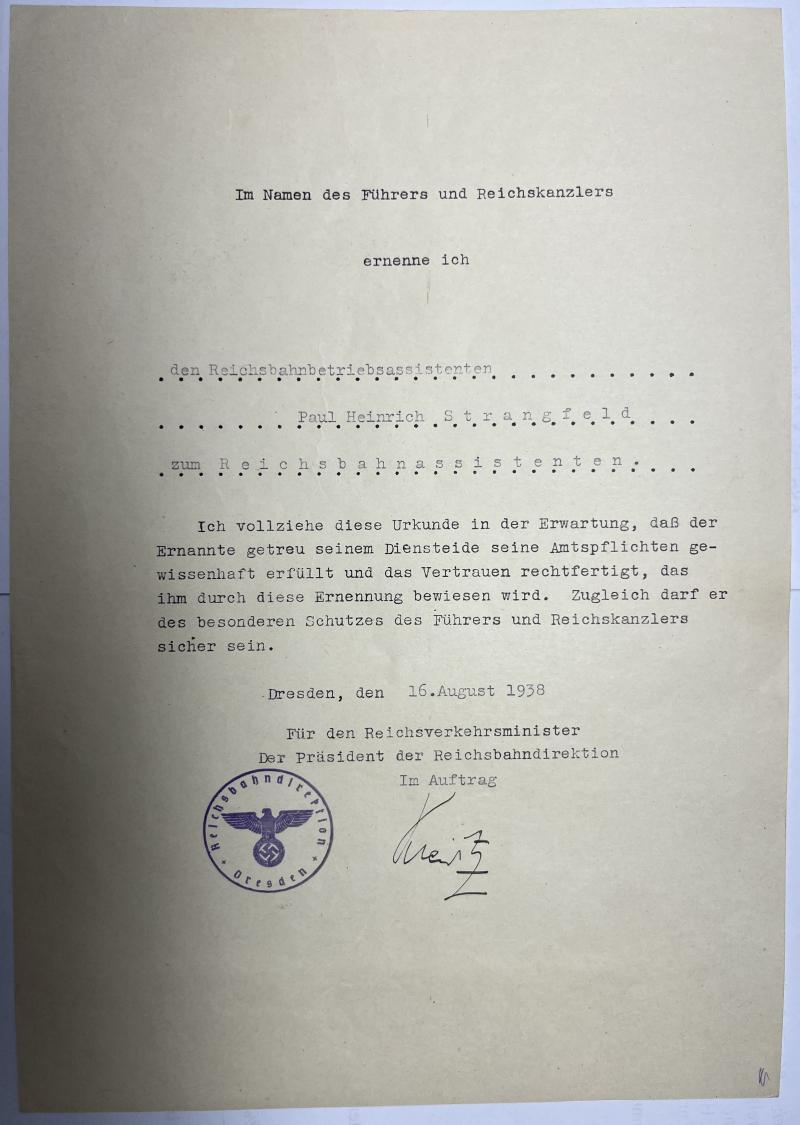 Im Namen des Führers und Reichskanzlers
ernenne ich
den Reichsbahnbetriebsassistenten
Paul Heinrich Strangfeld
zum Reichsbahnassistenten.
Ich vollziehe diese Urkunde in der Erwartung, daß der
Ernannte getreu seinem Diensteide seine Amtspflichten ge-
wissenhaft erfüllt und das Vertrauen rechtfertigt, das
ihm durch diese Ernennung bewiesen wird. Zugleich darf er
des besonderen Schutzes des Führers und Reichskanzlers
sicher sein.
Dresden, den 16.August 1938
Für den Reichsverkehrsminister
Der Präsident der Reichsbahndirektion
Im Auftrag
Reichsbahndirektion
Dresden